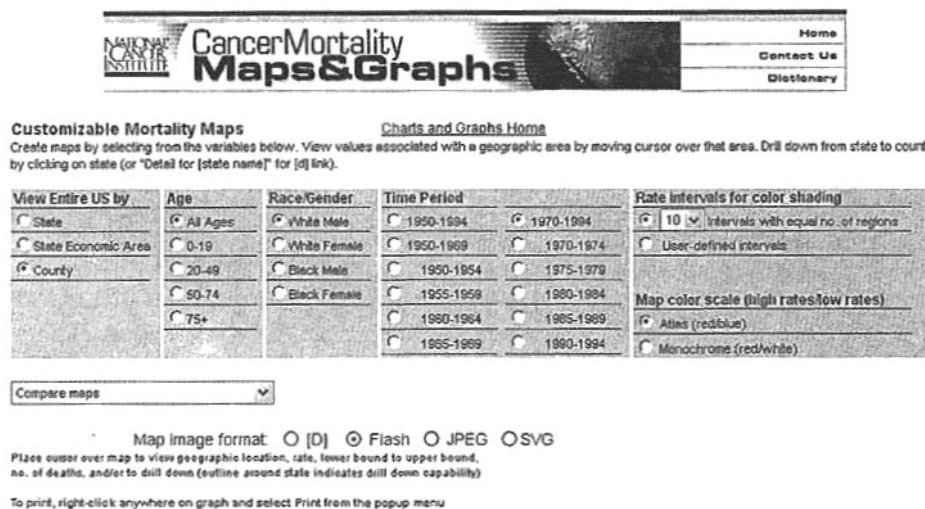 NATIONAL CANCER INSTITUTE
CancerMortality
Maps&Graphs
Home
Contact Us
Dictionary
Customizable Mortality Maps
Charts and Graphs Home
Create maps by selecting from the variables below. View values associated with a geographic area by moving cursor over that area. Drill down from state to count
by clicking on state (or "Detail for [state name]" for [d] link).
View Entire US by
State
State Economic Area
County
Age
All Ages
0-19
20-49
50-74
75+
Race/Gender
White Male
White Female
Black Male
Black Female
Time Period
1950-1994
1950-1969
1950-1954
1955-1959
1960-1964
1965-1969
1970-1994
1970-1974
1975-1979
1980-1984
1985-1989
1990-1994
Rate intervals for color shading
10 Intervals with equal no. of regions
User-defined intervals
Map color scale (high rates/low rates)
Atlas (red/blue)
Monochrome (red/white)
Compare maps
Map image format: [D] Flash JPEG SVG
Place cursor over map to view geographic location, rate, lower bound to upper bound,
no. of deaths, and/or to drill down (outline around state indicates drill down capability)
To print, right-click anywhere on graph and select Print from the popup menu